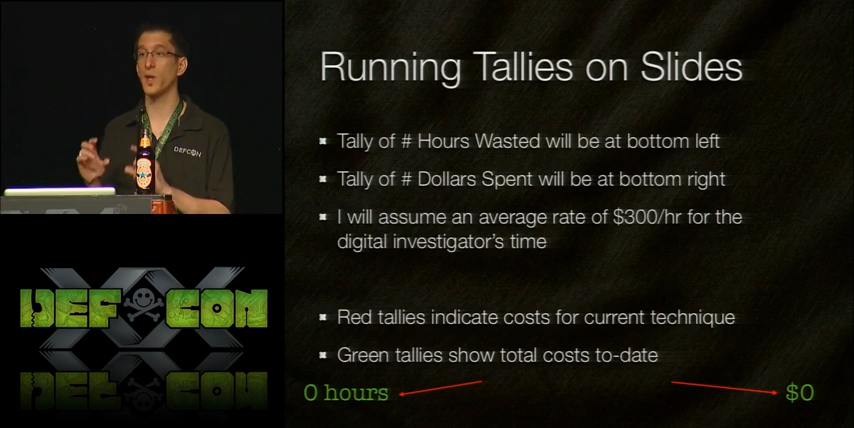 Running Tallies on Slides
Tally of # Hours Wasted will be at bottom left
Tally of # Dollars Spent will be at bottom right
I will assume an average rate of $300/hr for the
digital investigator's time
Red tallies indicate costs for current technique
Green tallies show total costs to-date
0 hours
$0
DEFCON
XX
DEF CON